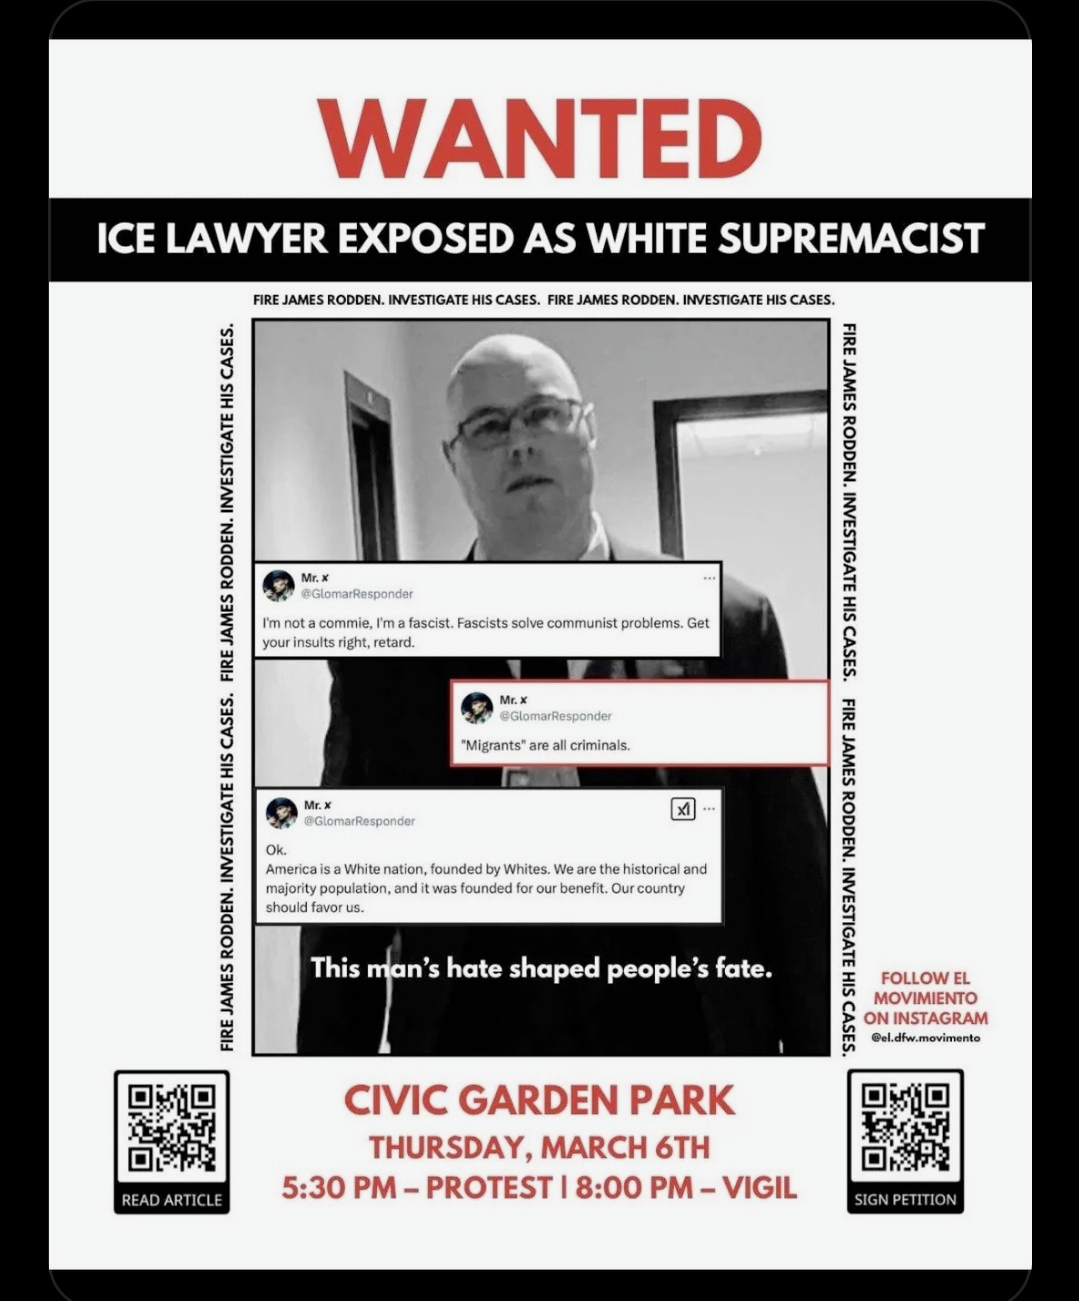 WANTED
ICE LAWYER EXPOSED AS WHITE SUPREMACIST
FIRE JAMES RODDEN. INVESTIGATE HIS CASES. FIRE JAMES RODDEN. INVESTIGATE HIS CASES.
FIRE JAMES RODDEN. INVESTIGATE HIS CASES. FIRE JAMES RODDEN. INVESTIGATE HIS CASES.
FIRE JAMES RODDEN. INVESTIGATE HIS CASES. FIRE JAMES RODDEN. INVESTIGATE HIS CASES.
Mr. ✘
@GlomarResponder
I'm not a commie, I'm a fascist. Fascists solve communist problems. Get
your insults right, retard.
Mr. ✘
@GlomarResponder
"Migrants" are all criminals.
Mr. ✘
@GlomarResponder
Ok.
America is a White nation, founded by Whites. We are the historical and
majority population, and it was founded for our benefit. Our country
should favor us.
This man's hate shaped people's fate.
FOLLOW EL
MOVIMIENTO
ON INSTAGRAM
@el.dfw.movimento
READ ARTICLE
CIVIC GARDEN PARK
THURSDAY, MARCH 6TH
5:30 PM – PROTEST | 8:00 PM – VIGIL
SIGN PETITION